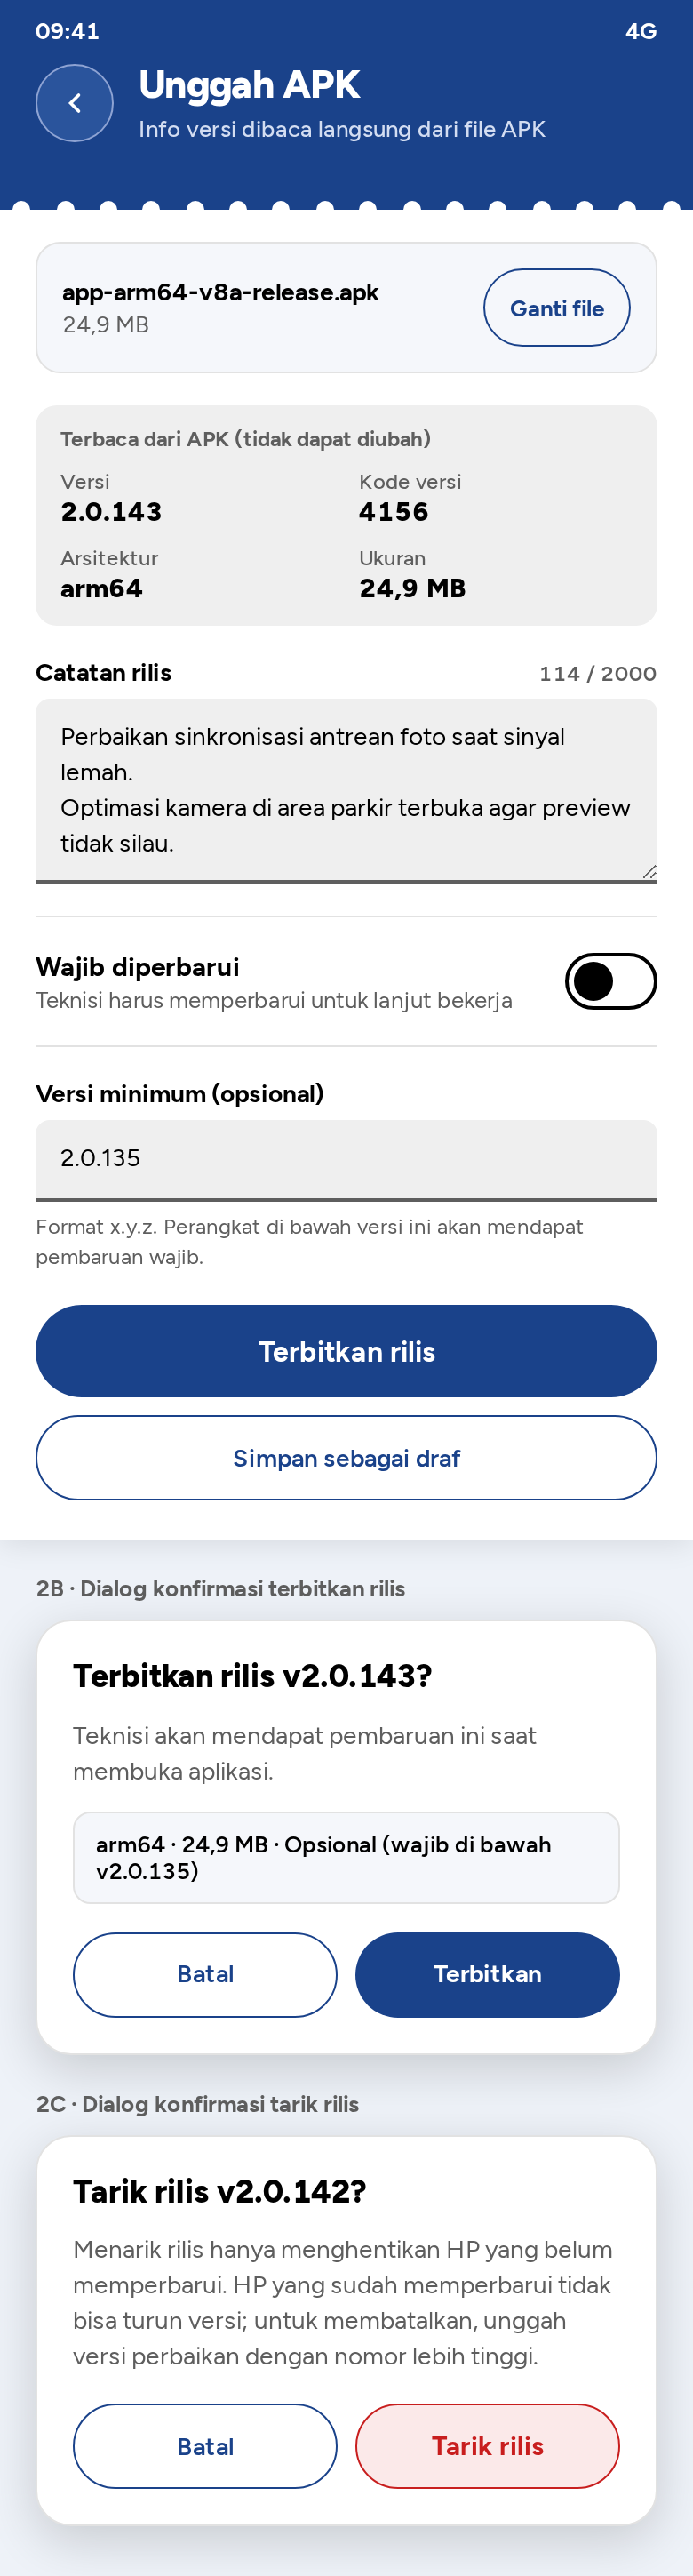 09:41
4G
Unggah APK
Info versi dibaca langsung dari file APK
app-arm64-v8a-release.apk
24,9 MB
Ganti file
Terbaca dari APK (tidak dapat diubah)
Versi
2.0.143
Kode versi
4156
Arsitektur
arm64
Ukuran
24,9 MB
Catatan rilis
114 / 2000
Perbaikan sinkronisasi antrean foto saat sinyal
lemah.
Optimasi kamera di area parkir terbuka agar preview
tidak silau.
Wajib diperbarui
Teknisi harus memperbarui untuk lanjut bekerja
Versi minimum (opsional)
2.0.135
Format x.y.z. Perangkat di bawah versi ini akan mendapat
pembaruan wajib.
Terbitkan rilis
Simpan sebagai draf
2B · Dialog konfirmasi terbitkan rilis
Terbitkan rilis v2.0.143?
Teknisi akan mendapat pembaruan ini saat
membuka aplikasi.
arm64 · 24,9 MB · Opsional (wajib di bawah
v2.0.135)
Batal
Terbitkan
2C · Dialog konfirmasi tarik rilis
Tarik rilis v2.0.142?
Menarik rilis hanya menghentikan HP yang belum
memperbarui. HP yang sudah memperbarui tidak
bisa turun versi; untuk membatalkan, unggah
versi perbaikan dengan nomor lebih tinggi.
Batal
Tarik rilis